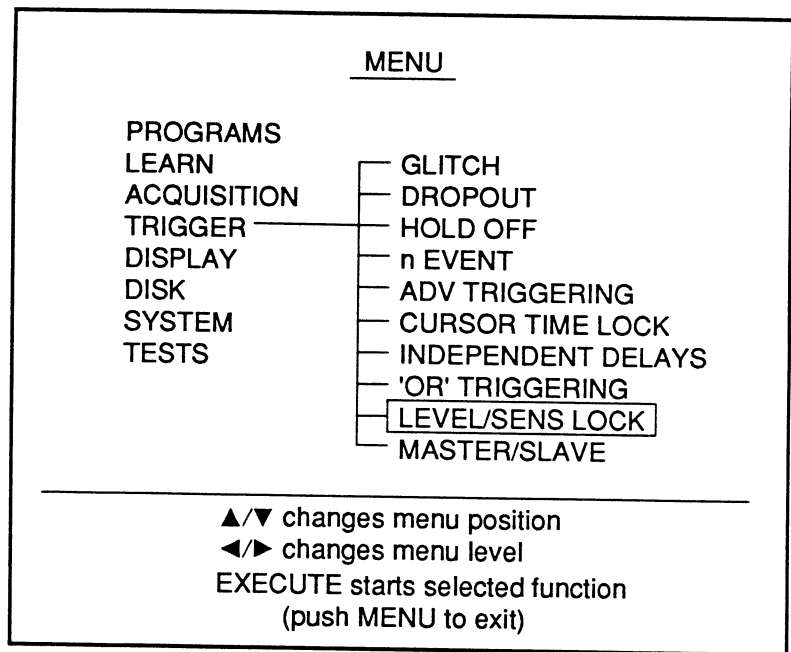 MENU
PROGRAMS
LEARN
ACQUISITION
TRIGGER
DISPLAY
DISK
SYSTEM
TESTS
GLITCH
DROPOUT
HOLD OFF
n EVENT
ADV TRIGGERING
CURSOR TIME LOCK
INDEPENDENT DELAYS
'OR' TRIGGERING
LEVEL/SENS LOCK
MASTER/SLAVE
▲/▼ changes menu position
◄/► changes menu level
EXECUTE starts selected function
(push MENU to exit)